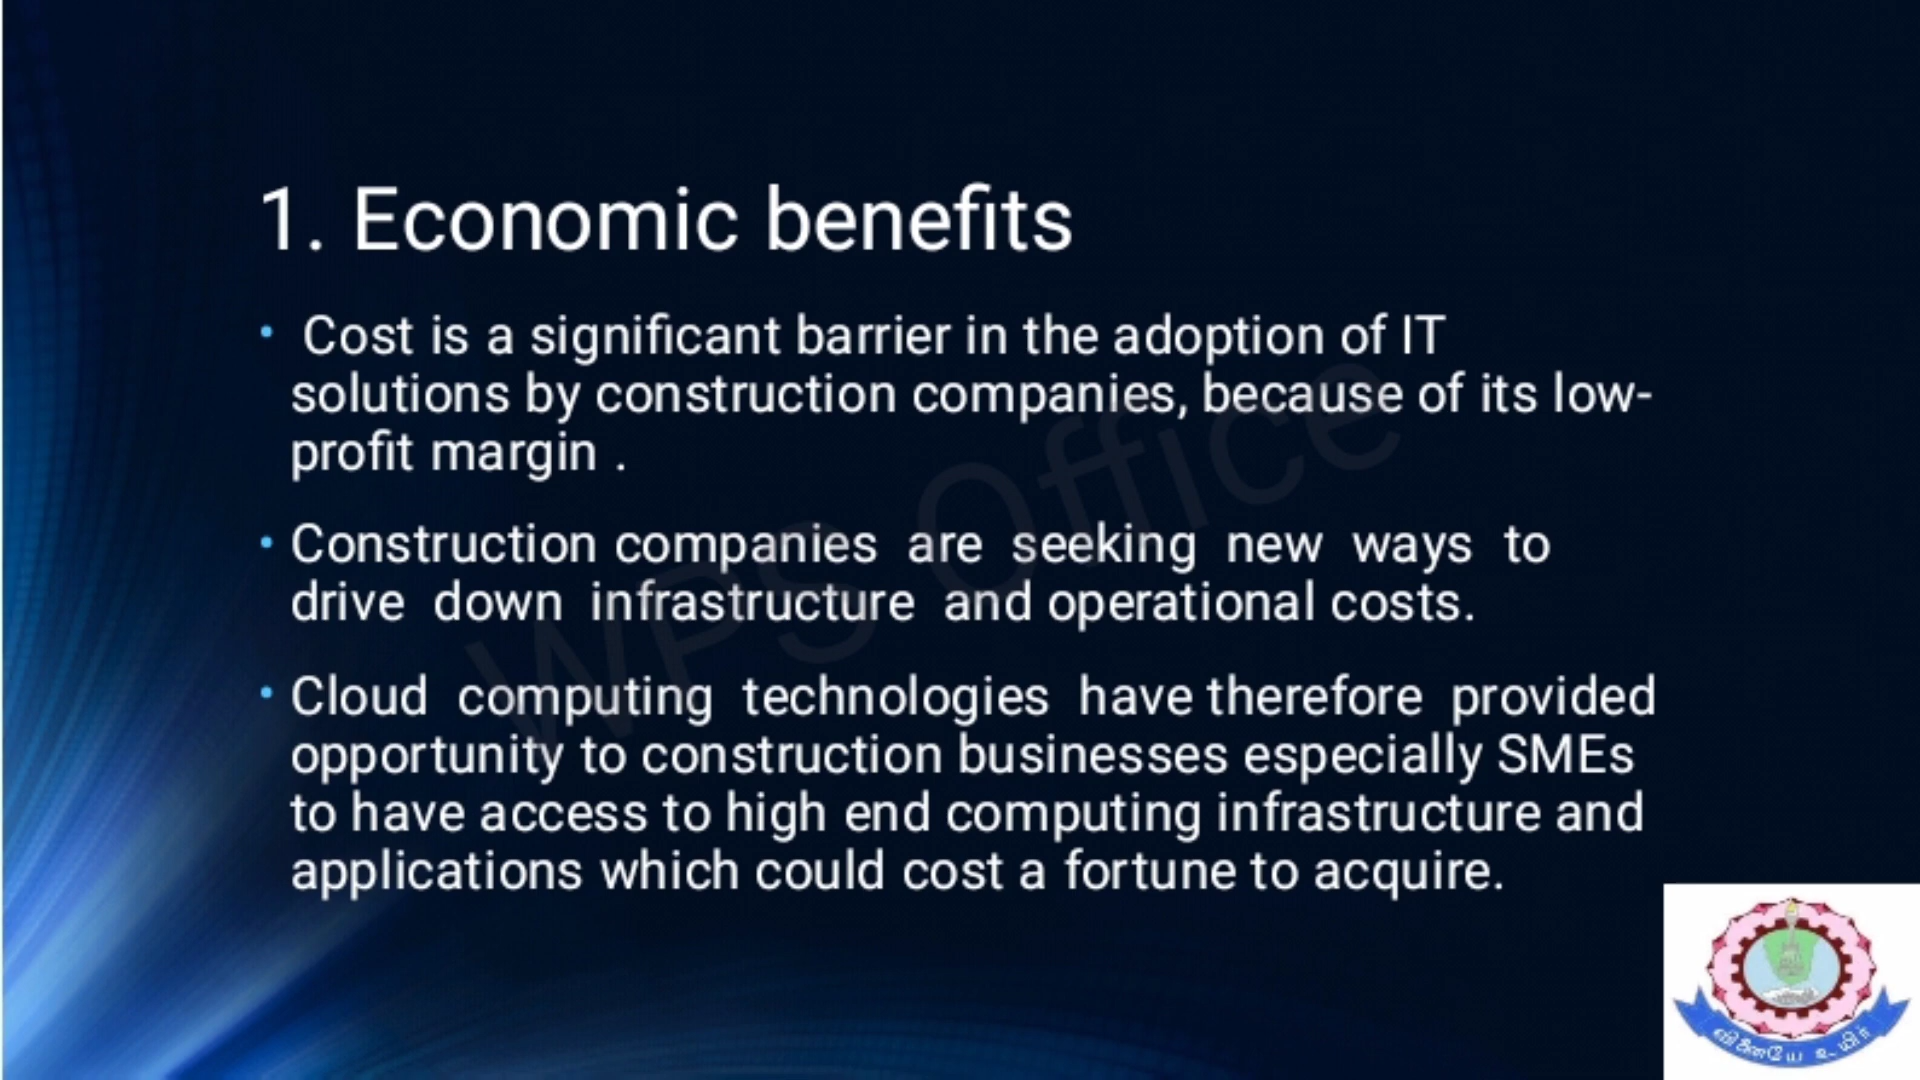 1. Economic benefits
• Cost is a significant barrier in the adoption of IT
solutions by construction companies, because of its low-
profit margin .
• Construction companies are seeking new ways to
drive down infrastructure and operational costs.
• Cloud computing technologies have therefore provided
opportunity to construction businesses especially SMEs
to have access to high end computing infrastructure and
applications which could cost a fortune to acquire.
WPS Office
வினையே உயிர்